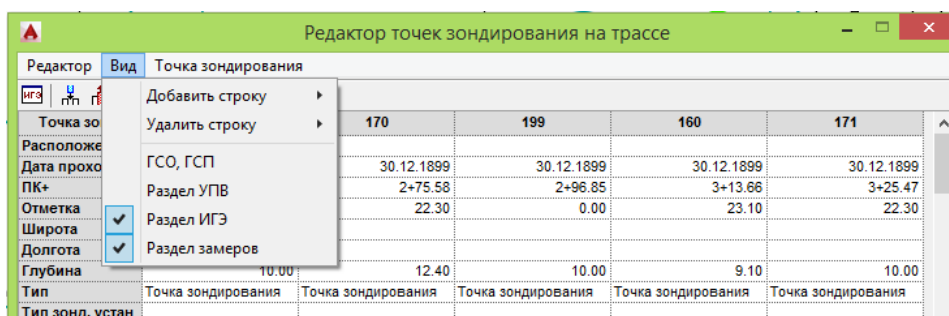 Редактор точек зондирования на трассе
Редактор Вид Точка зондирования
ИГЭ
Добавить строку
Удалить строку
ГСО, ГСП
Раздел УПВ
Раздел ИГЭ
Раздел замеров
Точка 170 199 160 171
Дата 30.12.1899 30.12.1899 30.12.1899 30.12.1899
ПК+ 2+75.58 2+96.85 3+13.66 3+25.47
Отметка 22.30 0.00 23.10 22.30
Широта
Долгота
Глубина 10.00 12.40 10.00 9.10 10.00
Тип Точка зондирования Точка зондирования Точка зондирования Точка зондирования Точка зондирования
Тип зонд. устан